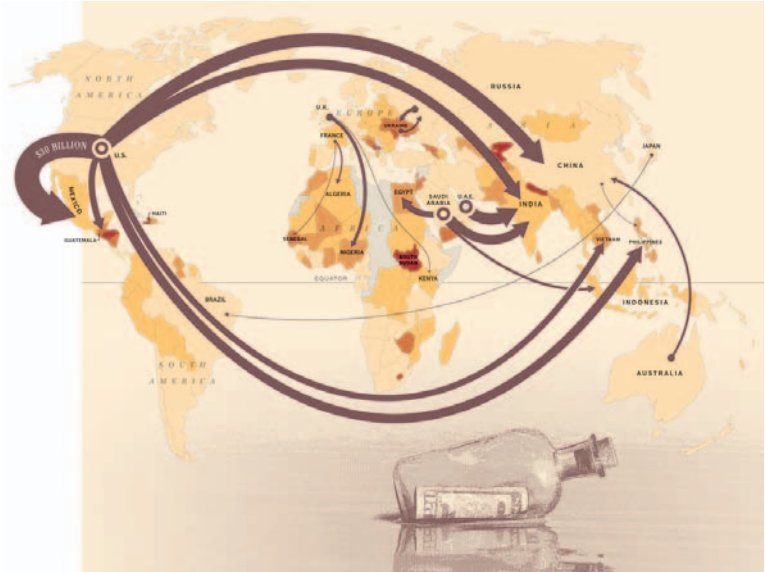 NORTH
AMERICA
RUSSIA
U.K.
EUROPE
UKRAINE
ASIA
FRANCE
JAPAN
$30 BILLION
U.S.
CHINA
ALGERIA
EGYPT
SAUDI
ARABIA
U.A.E.
INDIA
MEXICO
HAITI
GUATEMALA
AFRICA
SENEGAL
NIGERIA
SOUTH
SUDAN
KENYA
VIETNAM
PHILIPPINES
EQUATOR
BRAZIL
INDONESIA
SOUTH
AMERICA
AUSTRALIA